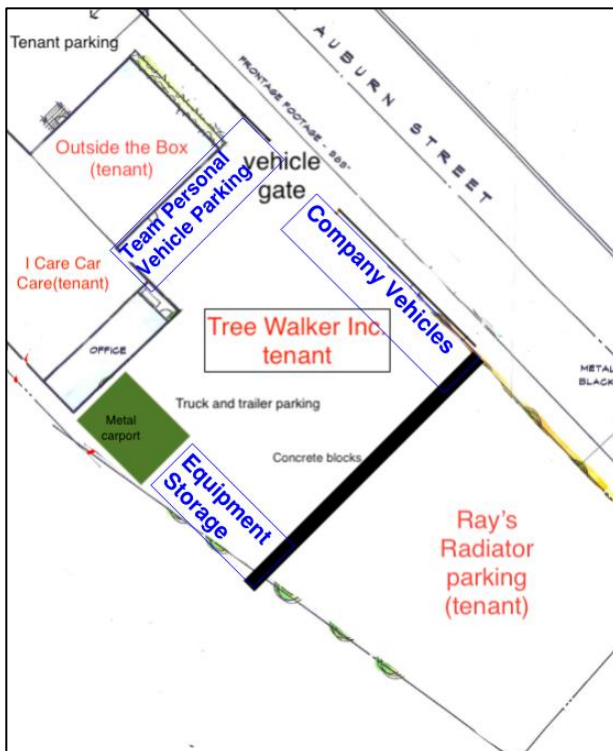 Tenant parking
AUBURN STREET
FRONTAGE FOOTAGE -
Outside the Box
(tenant)
vehicle
gate
Team Personal
Vehicle Parking
Company Vehicles
I Care Car
Care(tenant)
Tree Walker Inc.
tenant
OFFICE
METAL
BLACK
Truck and trailer parking
Metal
carport
Concrete blocks
Equipment
Storage
Ray's
Radiator
parking
(tenant)